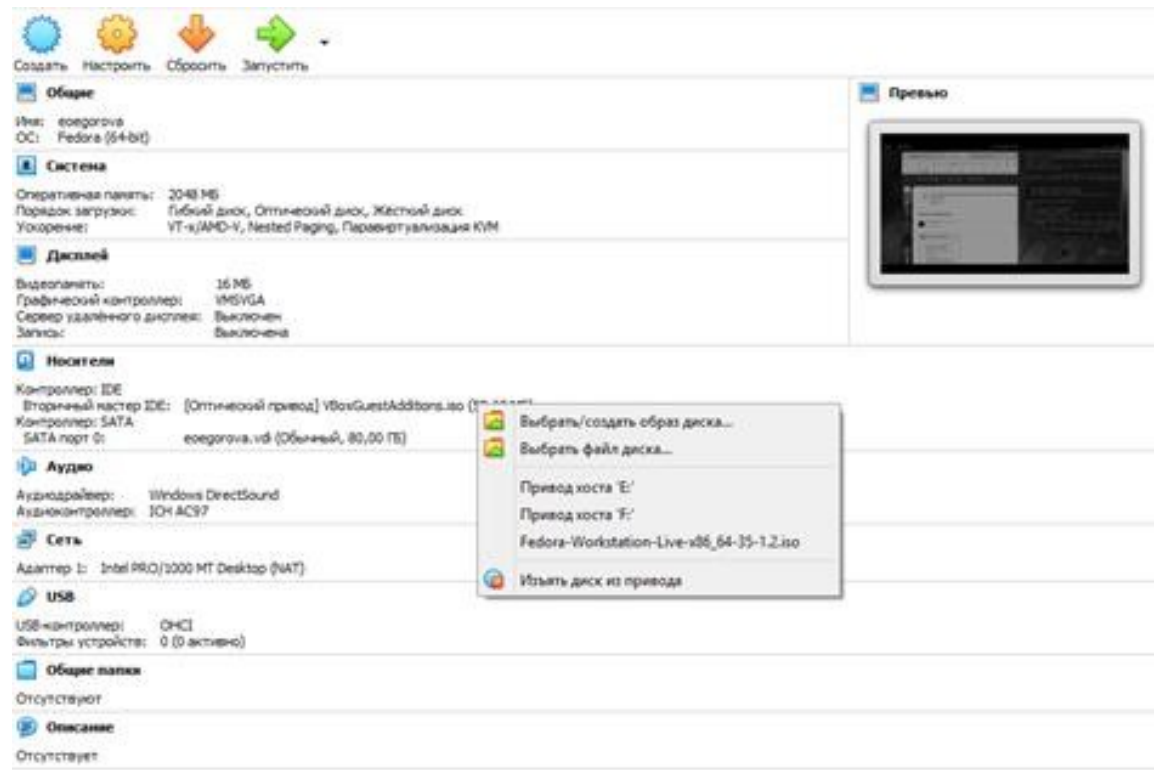 Создать Настроить Сбросить Запустить
Общие
Превью
Имя: eoegorova
ОС: Fedora (64-bit)
Система
Оперативная память: 2048 МБ
Порядок загрузки: Гибкий диск, Оптический диск, Жёсткий диск
Ускорение: VT-x/AMD-V, Nested Paging, Паравиртуализация KVM
Дисплей
Видеопамять: 16 МБ
Графический контроллер: VMSVGA
Сервер удалённого дисплея: Выключен
Запись: Выключена
Носители
Контроллер: IDE
Вторичный мастер IDE: [Оптический привод] VBoxGuestAdditions.iso
Контроллер: SATA
SATA порт 0: eoegorova.vdi (Обычный, 80,00 ГБ)
Выбрать/создать образ диска...
Выбрать файл диска...
Привод хоста 'E:'
Привод хоста 'F:'
Fedora-Workstation-Live-x86_64-35-1.2.iso
Изъять диск из привода
Аудио
Аудиодрайвер: Windows DirectSound
Аудиоконтроллер: ICH AC97
Сеть
Адаптер 1: Intel PRO/1000 MT Desktop (NAT)
USB
USB-контроллер: OHCI
Фильтры устройств: 0 (0 активно)
Общие папки
Отсутствуют
Описание
Отсутствует